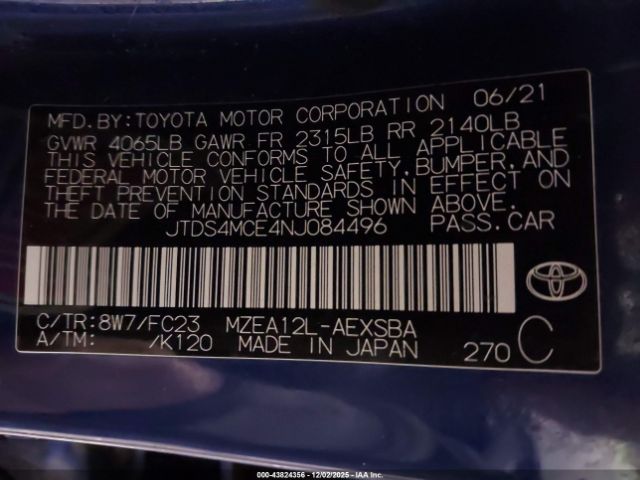 MFD.BY:TOYOTA MOTOR CORPORATION 06/21
GVWR 4065LB GAWR FR 2315LB RR 2140LB
THIS VEHICLE CONFORMS TO ALL APPLICABLE
FEDERAL MOTOR VEHICLE SAFETY,BUMPER,AND
THEFT PREVENTION STANDARDS IN EFFECT ON
THE DATE OF MANUFACTURE SHOWN ABOVE.
JTDS4MCE4NJ084496 PASS.CAR
C/TR:8W7/FC23 MZEA12L-AEXSBA
A/TM: /K120 MADE IN JAPAN 270 C
© 43824356 - 12/02/2025 - IAA Inc.